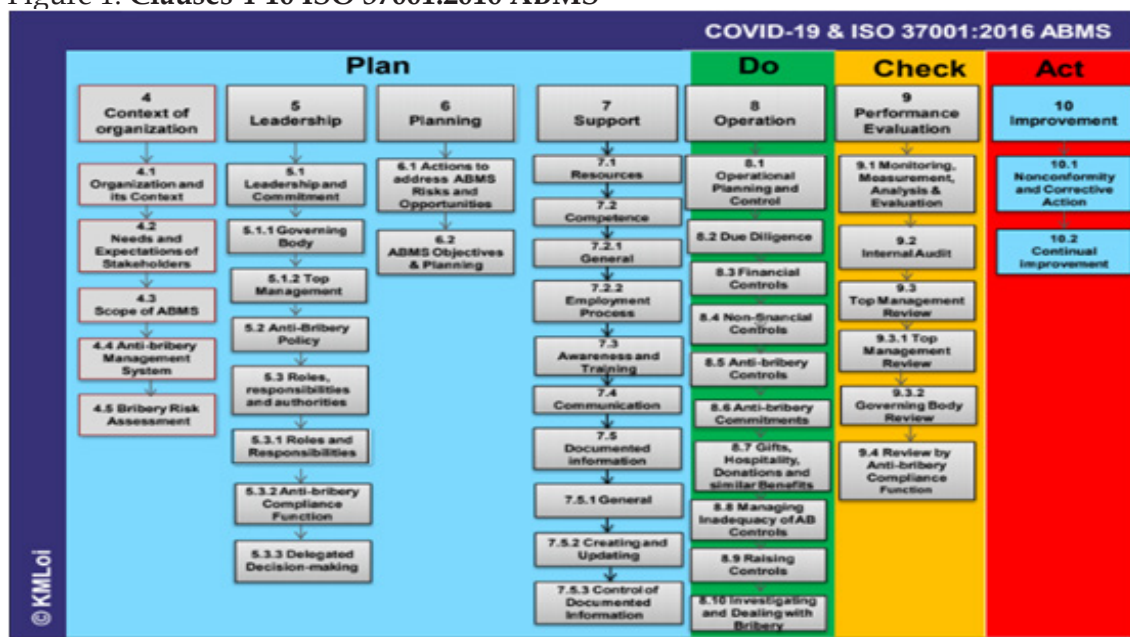 Figure 1: Clauses 4-10 ISO 37001:2016 ABMS
COVID-19 & ISO 37001:2016 ABMS
Plan
Do
Check
Act
4
Context of
organization
4.1
Organization and
its Context
4.2
Needs and
Expectations of
Stakeholders
4.3
Scope of ABMS
4.4 Anti-bribery
Management
System
4.5 Bribery Risk
Assessment
5
Leadership
5.1
Leadership and
Commitment
5.1.1 Governing
Body
5.1.2 Top
Management
5.2 Anti-Bribery
Policy
5.3 Roles,
responsibilities
and authorities
5.3.1 Roles and
Responsibilities
5.3.2 Anti-bribery
Compliance
Function
5.3.3 Delegated
Decision-making
6
Planning
6.1 Actions to
address ABMS
Risks and
Opportunities
6.2
ABMS Objectives
& Planning
7
Support
7.1
Resources
7.2
Competence
7.2.1
General
7.2.2
Employment
Process
7.3
Awareness and
Training
7.4
Communication
7.5
Documented
information
7.5.1 General
7.5.2 Creating and
Updating
7.5.3 Control of
Documented
Information
8
Operation
8.1
Operational
Planning and
Control
8.2 Due Diligence
8.3 Financial
Controls
8.4 Non-financial
Controls
8.5 Anti-bribery
Controls
8.6 Anti-bribery
Commitments
8.7 Gifts,
Hospitality,
Donations and
similar Benefits
8.8 Managing
Inadequacy of AB
Controls
8.9 Raising
Controls
8.10 Investigating
and Dealing with
Bribery
9
Performance
Evaluation
9.1 Monitoring,
Measurement,
Analysis &
Evaluation
9.2
Internal Audit
9.3
Top Management
Review
9.3.1 Top
Management
Review
9.3.2
Governing Body
Review
9.4 Review by
Anti-bribery
Compliance
Function
10
Improvement
10.1
Nonconformity
and Corrective
Action
10.2
Continual
Improvement
© KMLoi